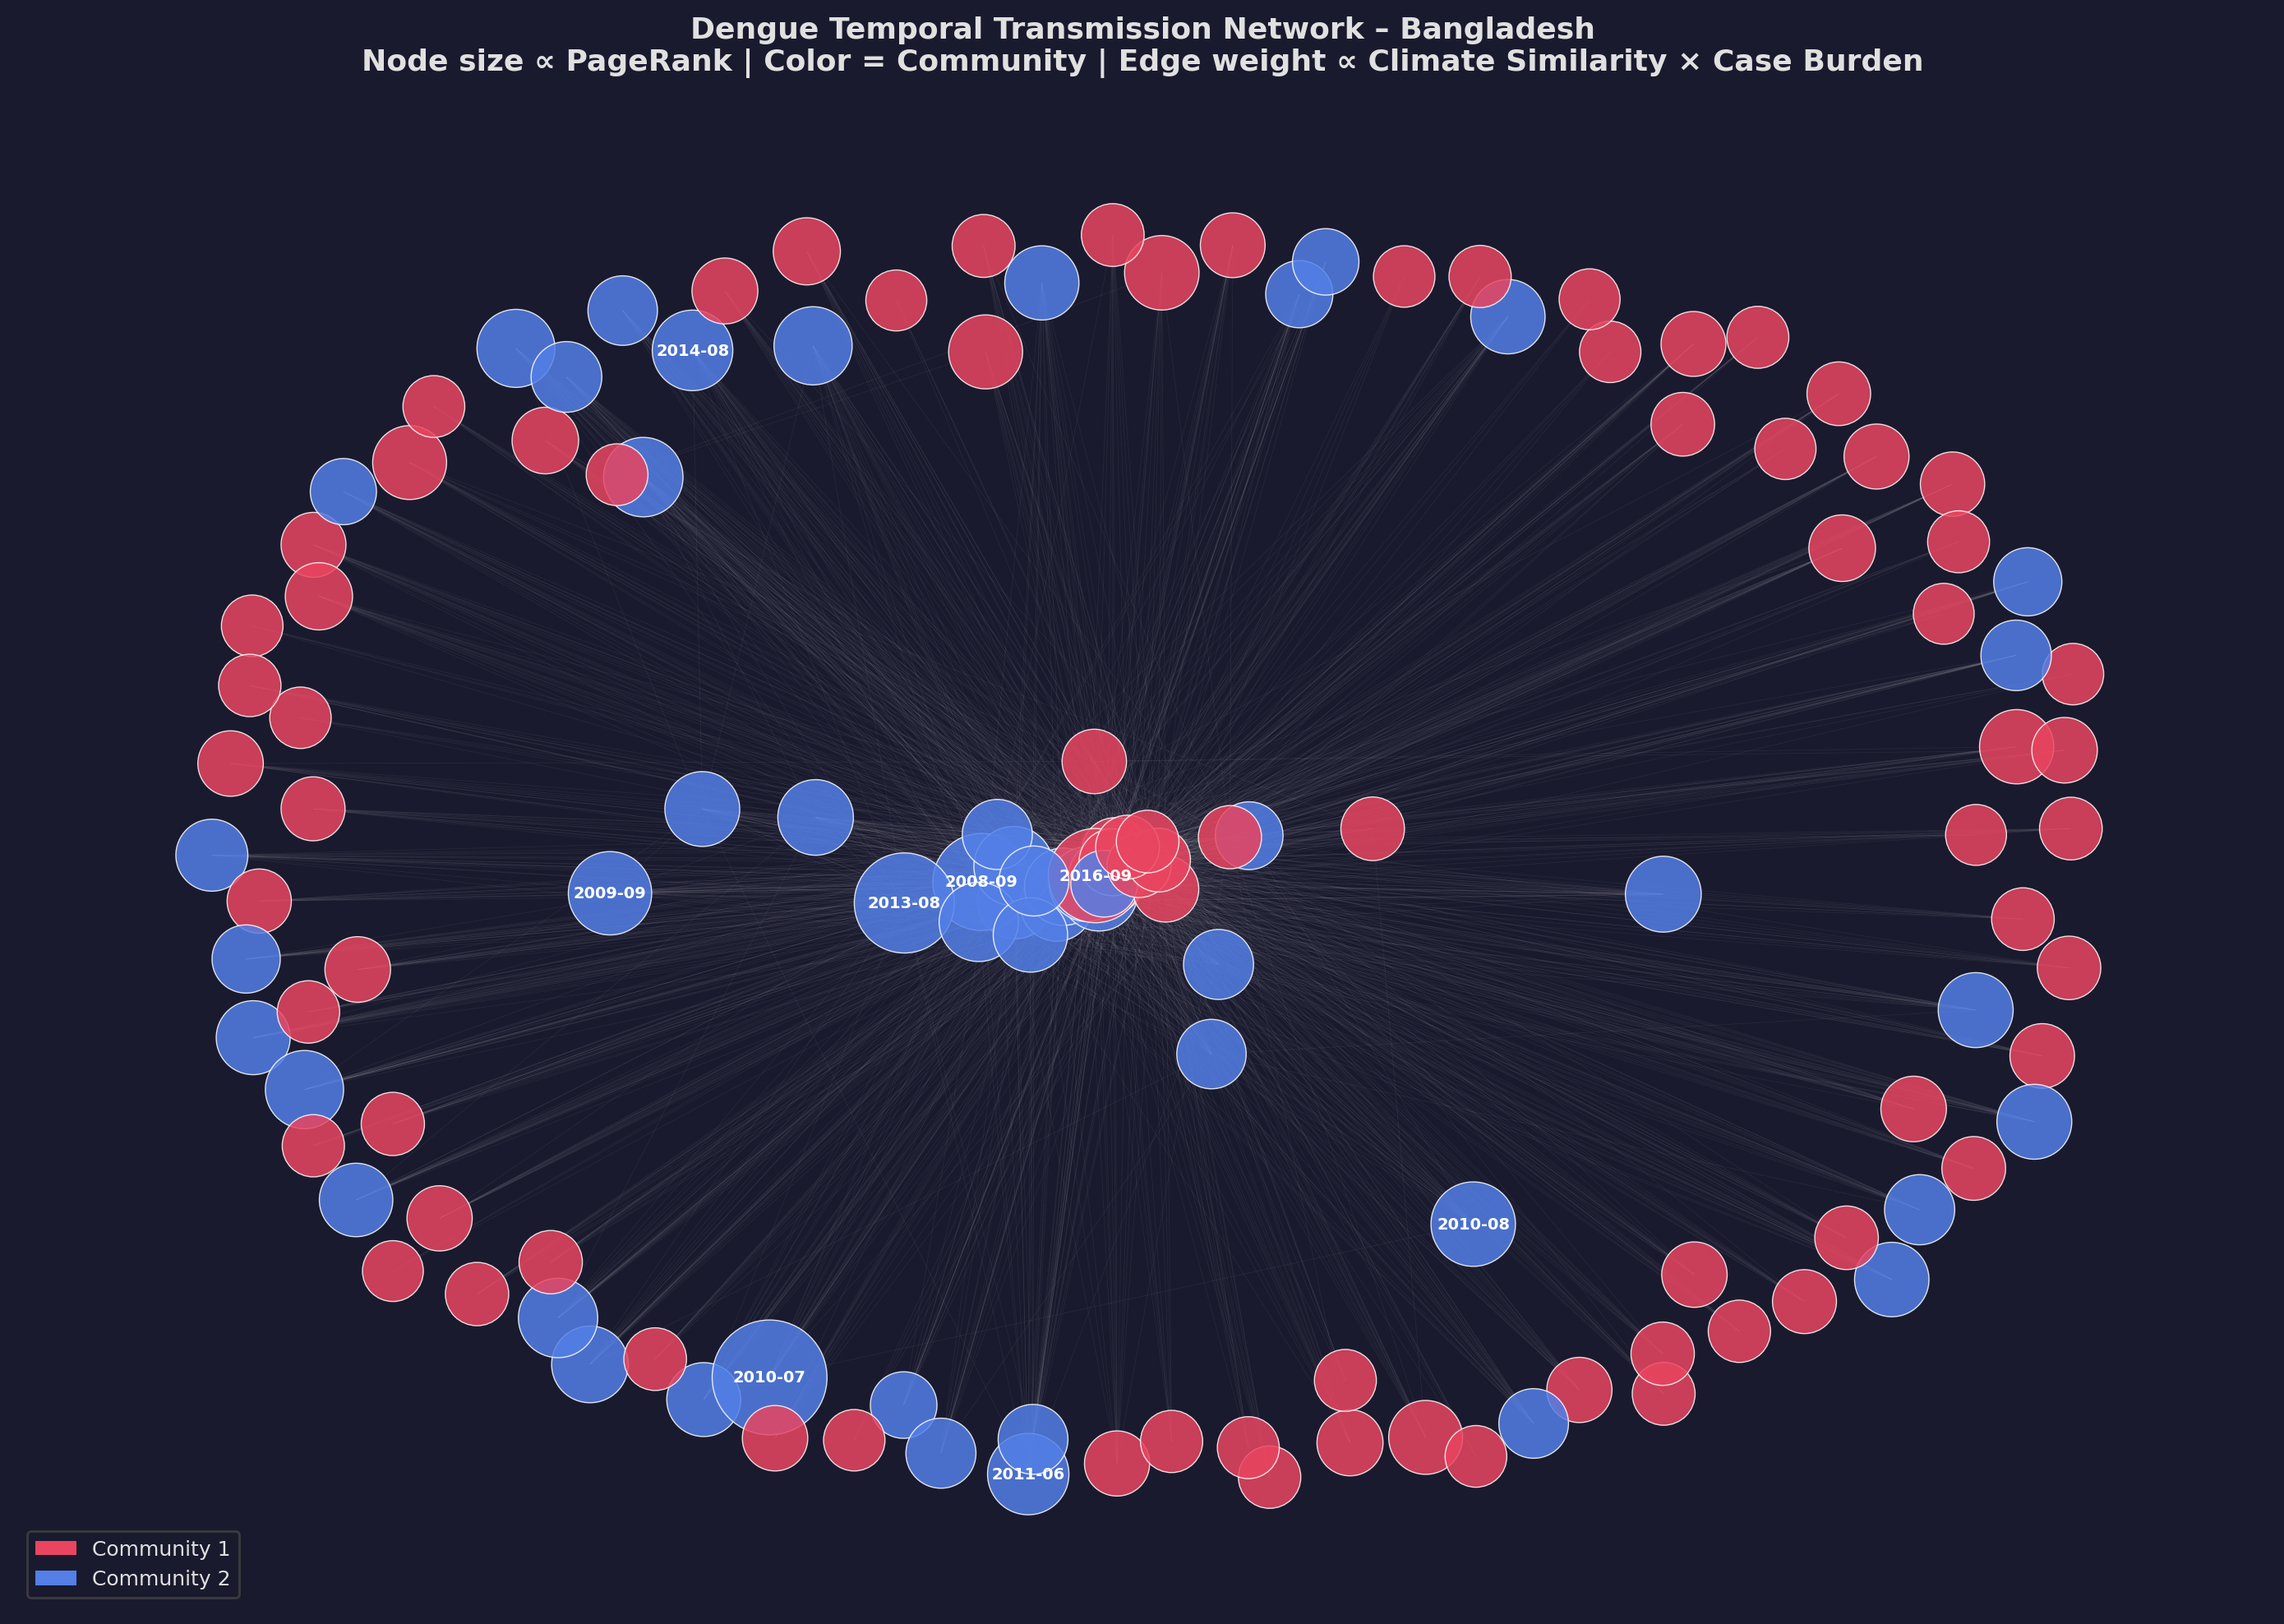 Dengue Temporal Transmission Network – Bangladesh
Node size ∝ PageRank | Color = Community | Edge weight ∝ Climate Similarity × Case Burden
2014-08
2008-09
2016-09
2009-09
2013-08
2010-08
2010-07
2011-06
Community 1
Community 2